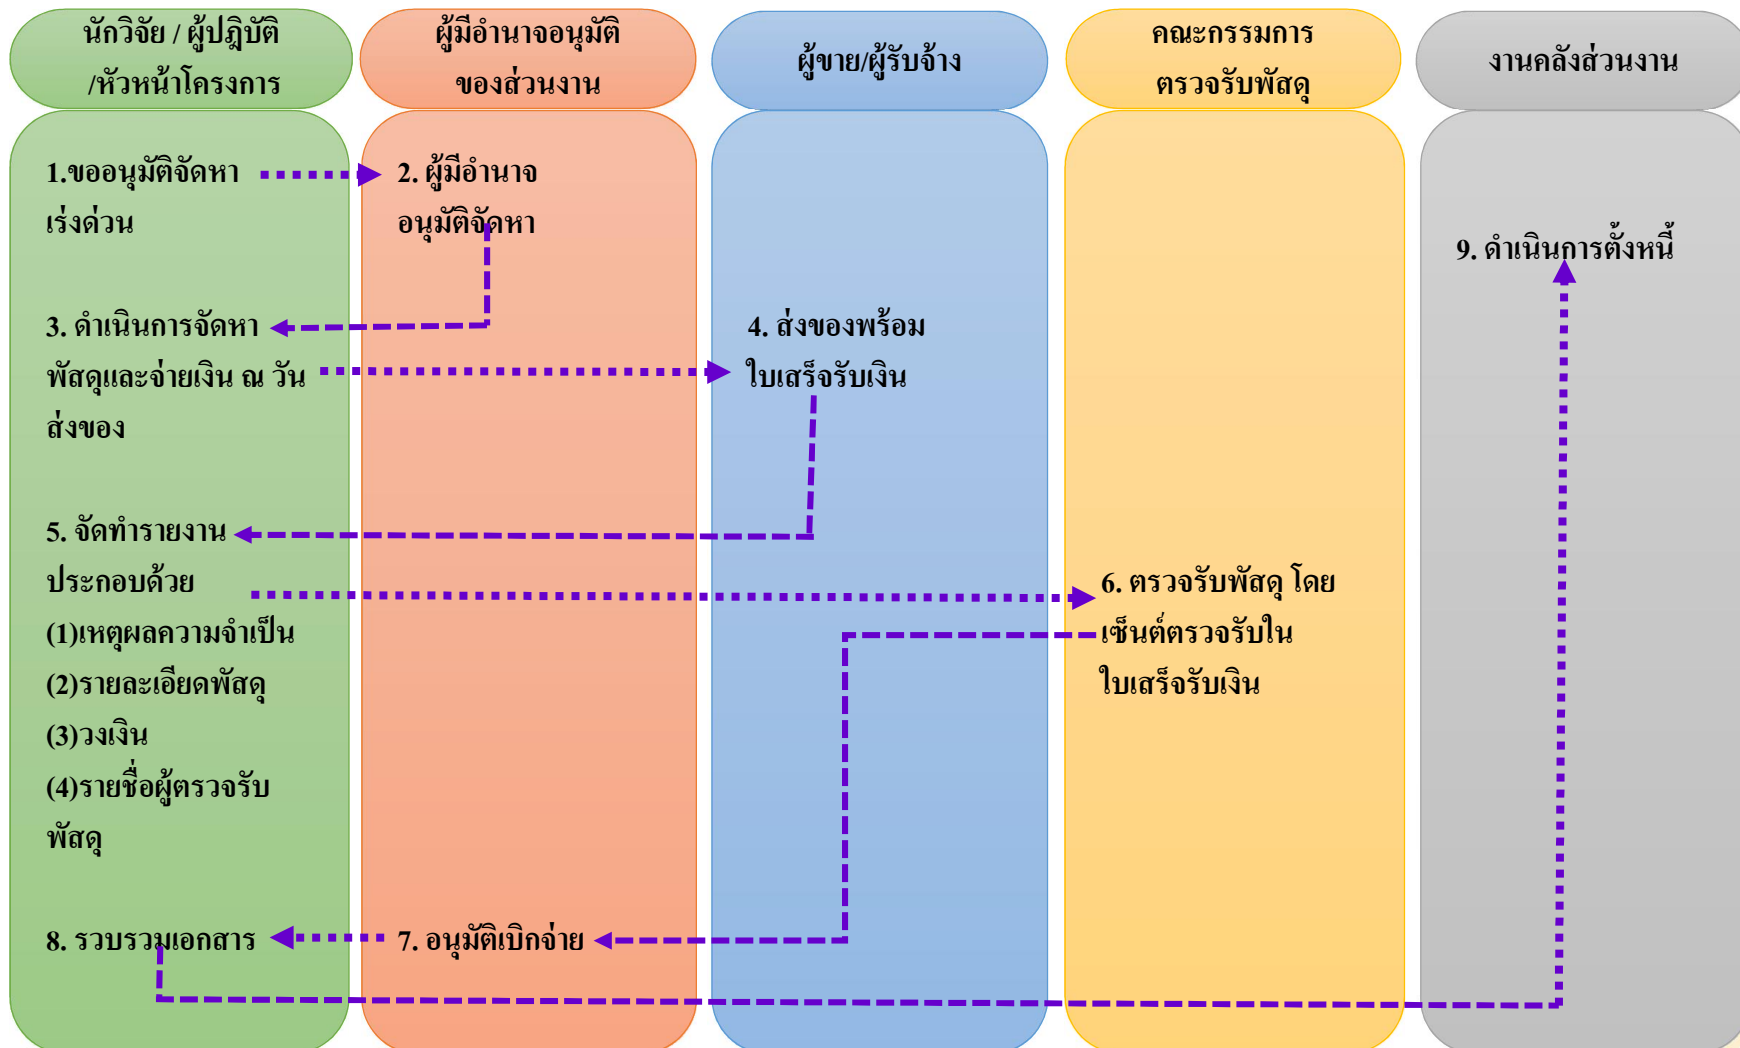 นักวิจัย / ผู้ปฎิบัติ
/หัวหน้าโครงการ
ผู้มีอำนาจอนุมัติ
ของส่วนงาน
ผู้ขาย/ผู้รับจ้าง
คณะกรรมการ
ตรวจรับพัสดุ
งานคลังส่วนงาน
1.ขออนุมัติจัดหา
เร่งด่วน
2. ผู้มีอำนาจ
อนุมัติจัดหา
3. ดำเนินการจัดหา
พัสดุและจ่ายเงิน ณ วัน
ส่งของ
4. ส่งของพร้อม
ใบเสร็จรับเงิน
5. จัดทำรายงาน
ประกอบด้วย
(1)เหตุผลความจำเป็น
(2)รายละเอียดพัสดุ
(3)วงเงิน
(4)รายชื่อผู้ตรวจรับ
พัสดุ
6. ตรวจรับพัสดุ โดย
เซ็นต์ตรวจรับใน
ใบเสร็จรับเงิน
7. อนุมัติเบิกจ่าย
8. รวบรวมเอกสาร
9. ดำเนินการตั้งหนี้